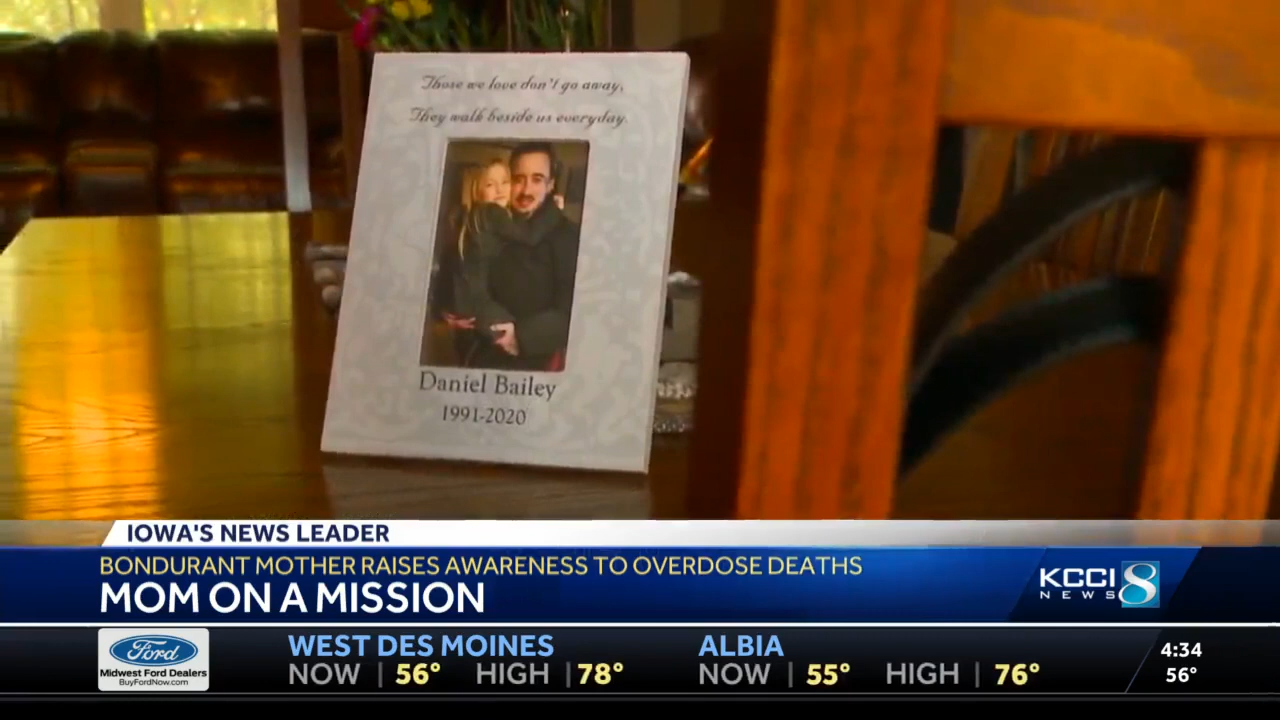 Those we love don't go away,
They walk beside us everyday.
Daniel Bailey
1991-2020
IOWA'S NEWS LEADER
BONDURANT MOTHER RAISES AWARENESS TO OVERDOSE DEATHS
MOM ON A MISSION
KCCI 8
NEWS
Ford
Midwest Ford Dealers
BuyFordNow.com
WEST DES MOINES
NOW | 56° HIGH | 78°
ALBIA
NOW | 55° HIGH | 76°
4:34
56°